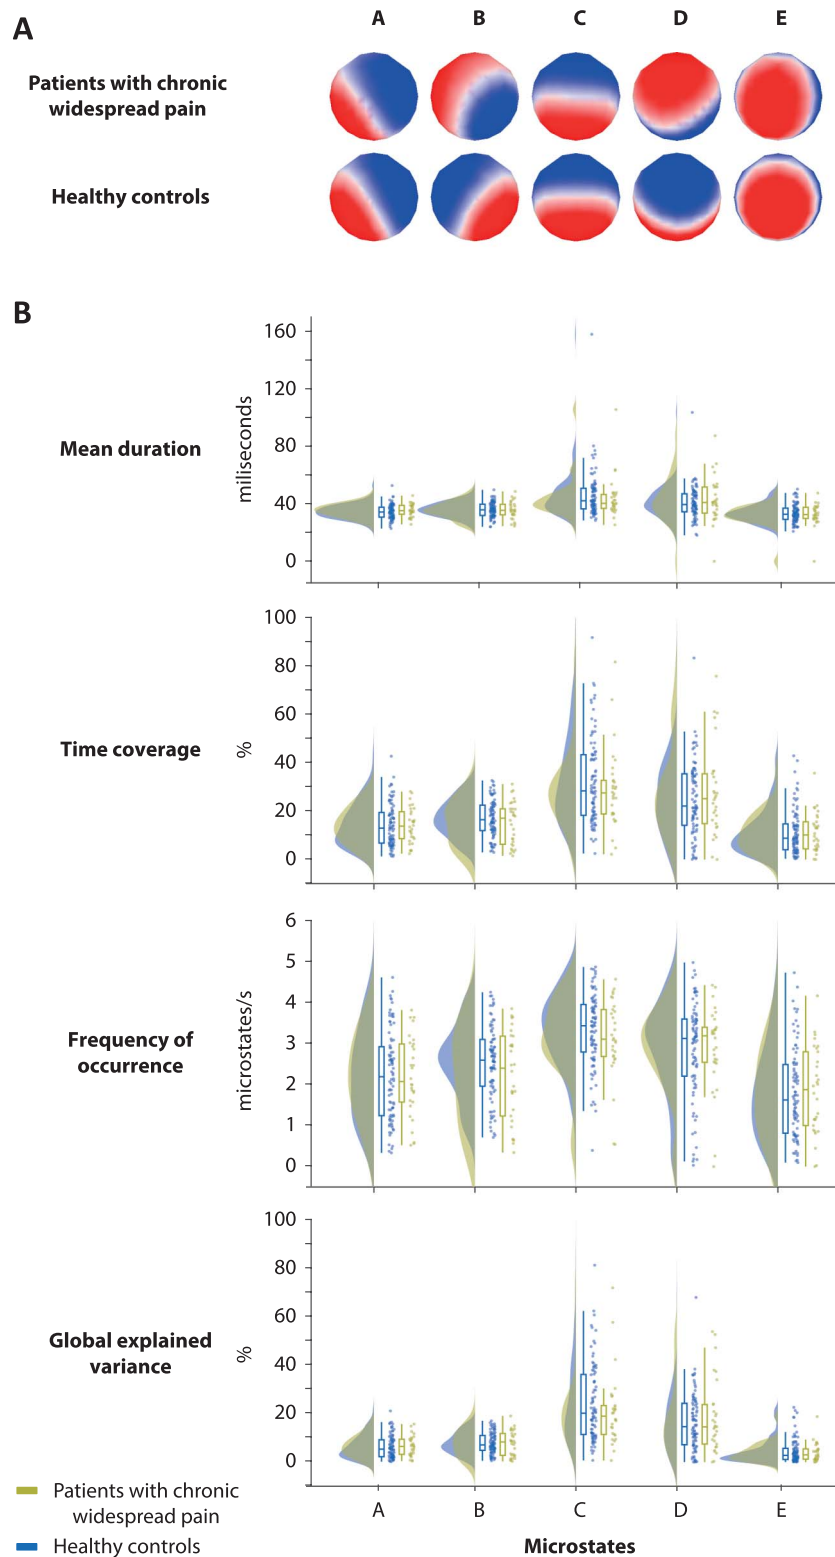 A
A B C D E
Patients with chronic
widespread pain
Healthy controls
B
Mean duration
miliseconds
160
120
80
40
0
Time coverage
%
100
80
60
40
20
0
Frequency of
occurrence
microstates/s
6
5
4
3
2
1
0
Global explained
variance
%
100
80
60
40
20
0
A B C D E
Microstates
Patients with chronic
widespread pain
Healthy controls